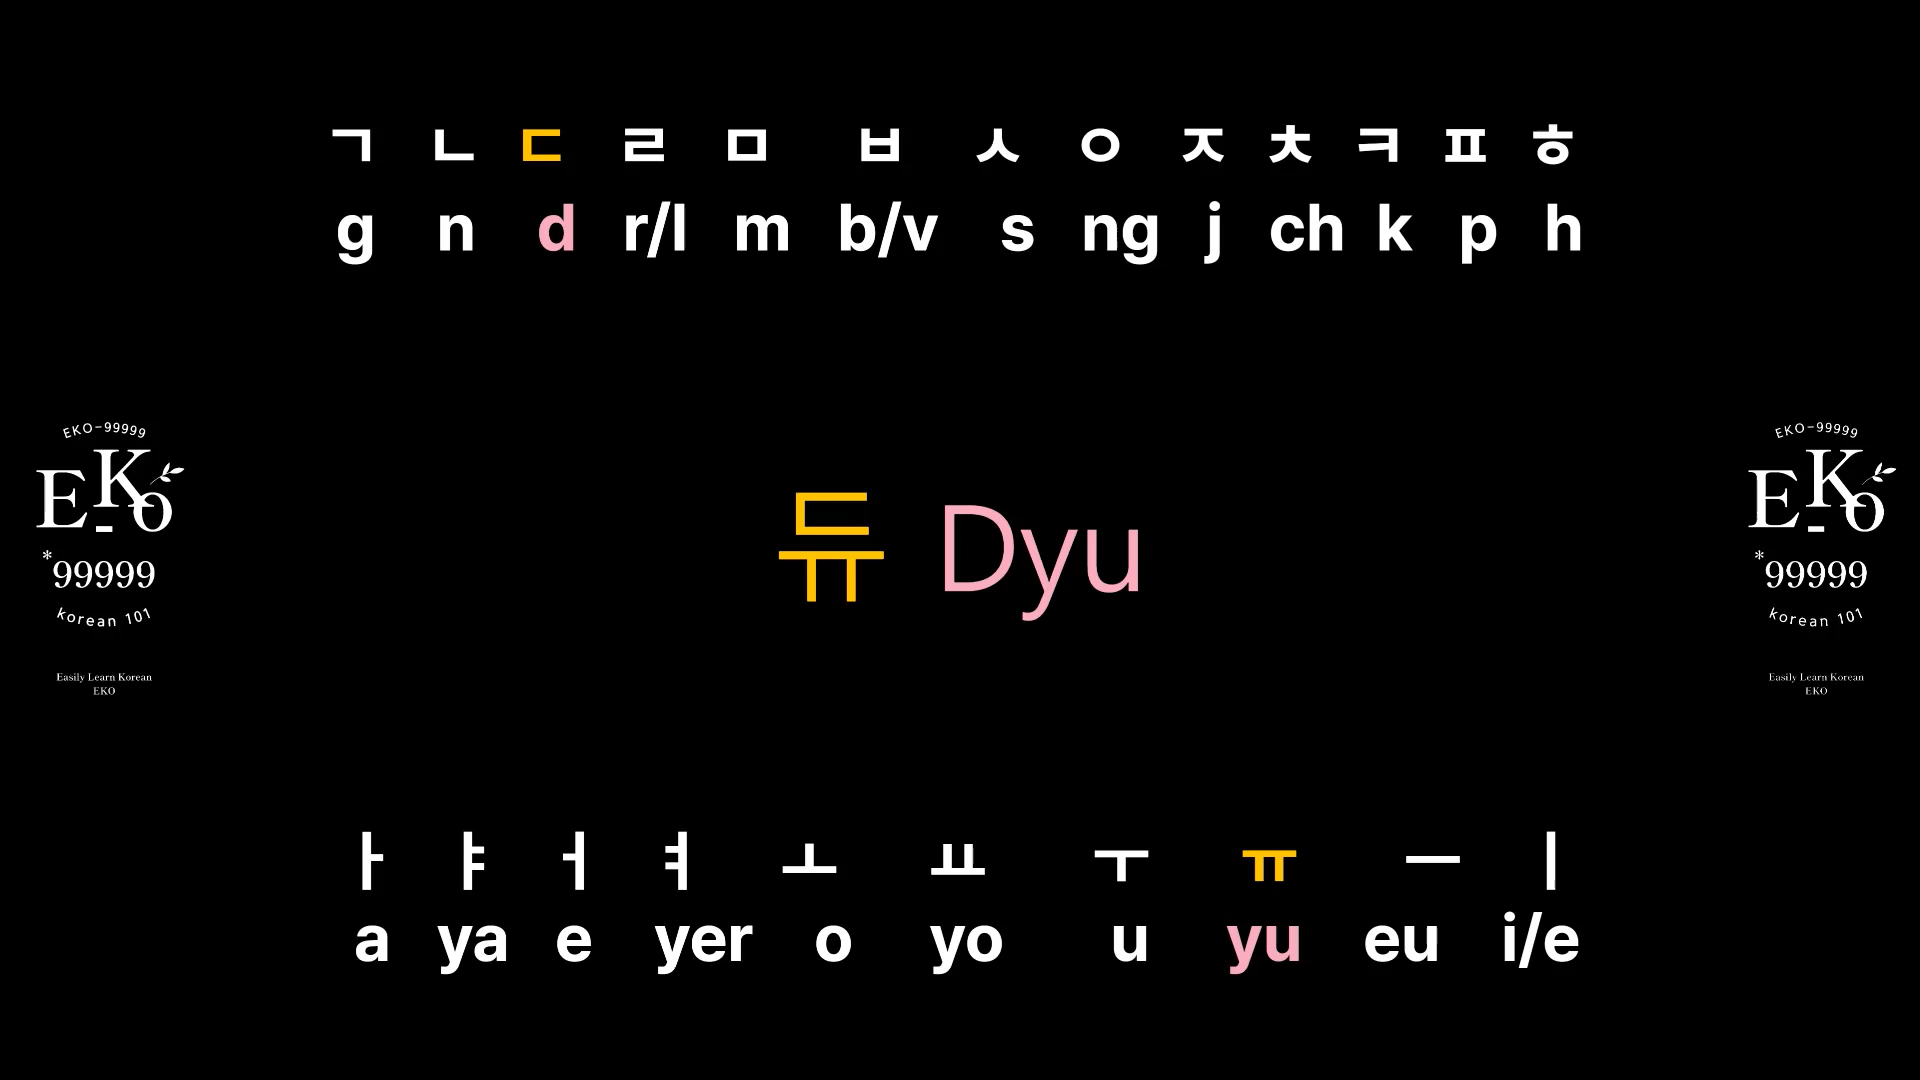 ㄱ ㄴ ㄷ ㄹ ㅁ ㅂ ㅅ ㅇ ㅈ ㅊ ㅋ ㅍ ㅎ
g n d r/l m b/v s ng j ch k p h
EKO-99999
EKO
*99999
korean 101
Easily Learn Korean
EKO
듀 Dyu
EKO-99999
EKO
*99999
korean 101
Easily Learn Korean
EKO
ㅏ ㅑ ㅓ ㅕ ㅗ ㅛ ㅜ ㅠ ㅡ ㅣ
a ya e yer o yo u yu eu i/e